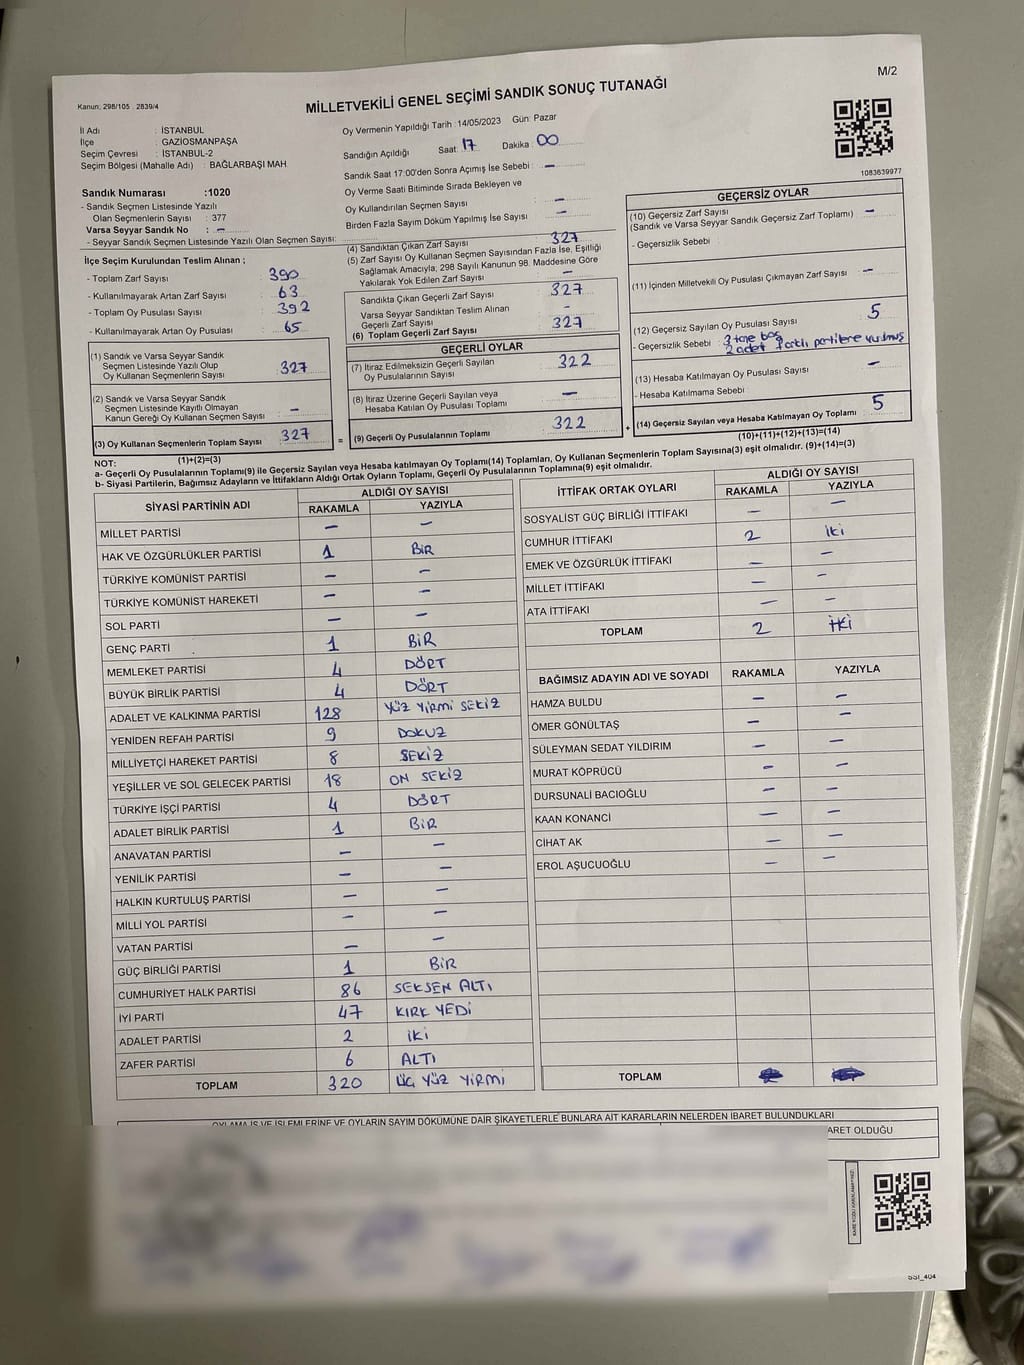 M/2
Kanun: 298/105 . 2839/4
MİLLETVEKİLİ GENEL SEÇİMİ SANDIK SONUÇ TUTANAĞI
İl Adı : İSTANBUL
İlçe : GAZİOSMANPAŞA
Seçim Çevresi : İSTANBUL-2
Seçim Bölgesi (Mahalle Adı) : BAĞLARBAŞI MAH
Oy Vermenin Yapıldığı Tarih : 14/05/2023 Gün: Pazar
Sandığın Açıldığı Saat: 17 Dakika: 00
Sandık Saat 17:00'den Sonra Açımış İse Sebebi : –
Oy Verme Saati Bitiminde Sırada Bekleyen ve
Oy Kullandırılan Seçmen Sayısı –
Birden Fazla Sayım Döküm Yapılmış İse Sayısı –
1083639977
Sandık Numarası :1020
- Sandık Seçmen Listesinde Yazılı
Olan Seçmenlerin Sayısı : 377
Varsa Seyyar Sandık No : –
- Seyyar Sandık Seçmen Listesinde Yazılı Olan Seçmen Sayısı:
İlçe Seçim Kurulundan Teslim Alınan ;
- Toplam Zarf Sayısı : 390
- Kullanılmayarak Artan Zarf Sayısı : 63
- Toplam Oy Pusulası Sayısı : 392
- Kullanılmayarak Artan Oy Pusulası : 65
(1) Sandık ve Varsa Seyyar Sandık
Seçmen Listesinde Yazılı Olup
Oy Kullanan Seçmenlerin Sayısı : 327
(2) Sandık ve Varsa Seyyar Sandık
Seçmen Listesinde Kayıtlı Olmayan
Kanun Gereği Oy Kullanan Seçmen Sayısı : –
(3) Oy Kullanan Seçmenlerin Toplam Sayısı : 327
(1)+(2)=(3)
(4) Sandıktan Çıkan Zarf Sayısı 327
(5) Zarf Sayısı Oy Kullanan Seçmen Sayısından Fazla İse, Eşitliği
Sağlamak Amacıyla, 298 Sayılı Kanunun 98. Maddesine Göre
Yakılarak Yok Edilen Zarf Sayısı : –
Sandıkta Çıkan Geçerli Zarf Sayısı : 327
Varsa Seyyar Sandıktan Teslim Alınan
Geçerli Zarf Sayısı : –
(6) Toplam Geçerli Zarf Sayısı : 327
GEÇERLİ OYLAR
(7) İtiraz Edilmeksizin Geçerli Sayılan
Oy Pusulalarının Sayısı : 322
(8) İtiraz Üzerine Geçerli Sayılan veya
Hesaba Katılan Oy Pusulası Toplamı : –
= (9) Geçerli Oy Pusulalarının Toplamı : 322 +
GEÇERSİZ OYLAR
(10) Geçersiz Zarf Sayısı
(Sandık ve Varsa Seyyar Sandık Geçersiz Zarf Toplamı) –
- Geçersizlik Sebebi :
(11) İçinden Milletvekili Oy Pusulası Çıkmayan Zarf Sayısı –
(12) Geçersiz Sayılan Oy Pusulası Sayısı 5
- Geçersizlik Sebebi : 3 tane boş
2 adet farklı partilere vurulmuş
(13) Hesaba Katılmayan Oy Pusulası Sayısı –
- Hesaba Katılmama Sebebi :
(14) Geçersiz Sayılan veya Hesaba Katılmayan Oy Toplamı 5
(10)+(11)+(12)+(13)=(14)
NOT:
a- Geçerli Oy Pusulalarının Toplamı(9) ile Geçersiz Sayılan veya Hesaba katılmayan Oy Toplamı(14) Toplamları, Oy Kullanan Seçmenlerin Toplam Sayısına(3) eşit olmalıdır. (9)+(14)=(3)
b- Siyasi Partilerin, Bağımsız Adayların ve İttifakların Aldığı Ortak Oyların Toplamı, Geçerli Oy Pusulalarının Toplamına(9) eşit olmalıdır.
SİYASİ PARTİNİN ADI ALDIĞI OY SAYISI
RAKAMLA YAZIYLA
MİLLET PARTİSİ – –
HAK VE ÖZGÜRLÜKLER PARTİSİ 1 BİR
TÜRKİYE KOMÜNİST PARTİSİ – –
TÜRKİYE KOMÜNİST HAREKETİ – –
SOL PARTİ – –
GENÇ PARTİ 1 BİR
MEMLEKET PARTİSİ 4 DÖRT
BÜYÜK BİRLİK PARTİSİ 4 DÖRT
ADALET VE KALKINMA PARTİSİ 128 YÜZ YİRMİ SEKİZ
YENİDEN REFAH PARTİSİ 9 DOKUZ
MİLLİYETÇİ HAREKET PARTİSİ 8 SEKİZ
YEŞİLLER VE SOL GELECEK PARTİSİ 18 ON SEKİZ
TÜRKİYE İŞÇİ PARTİSİ 4 DÖRT
ADALET BİRLİK PARTİSİ 1 BİR
ANAVATAN PARTİSİ – –
YENİLİK PARTİSİ – –
HALKIN KURTULUŞ PARTİSİ – –
MİLLİ YOL PARTİSİ – –
VATAN PARTİSİ – –
GÜÇ BİRLİĞİ PARTİSİ 1 BİR
CUMHURİYET HALK PARTİSİ 86 SEKSEN ALTI
İYİ PARTİ 47 KIRK YEDİ
ADALET PARTİSİ 2 İKİ
ZAFER PARTİSİ 6 ALTI
TOPLAM 320 ÜÇ YÜZ YİRMİ
İTTİFAK ORTAK OYLARI ALDIĞI OY SAYISI
RAKAMLA YAZIYLA
SOSYALİST GÜÇ BİRLİĞİ İTTİFAKI – –
CUMHUR İTTİFAKI 2 İki
EMEK VE ÖZGÜRLÜK İTTİFAKI – –
MİLLET İTTİFAKI – –
ATA İTTİFAKI – –
TOPLAM 2 İKİ
BAĞIMSIZ ADAYIN ADI VE SOYADI RAKAMLA YAZIYLA
HAMZA BULDU – –
ÖMER GÖNÜLTAŞ – –
SÜLEYMAN SEDAT YILDIRIM – –
MURAT KÖPRÜCÜ – –
DURSUNALİ BACIOĞLU – –
KAAN KONANCİ – –
CİHAT AK – –
EROL AŞUCUOĞLU – –
TOPLAM
OYLAMA İŞ VE İŞLEMLERİNE VE OYLARIN SAYIM DÖKÜMÜNE DAİR ŞİKAYETLERLE BUNLARA AİT KARARLARIN NELERDEN İBARET BULUNDUKLARI
ARET OLDUĞU
SSI_404